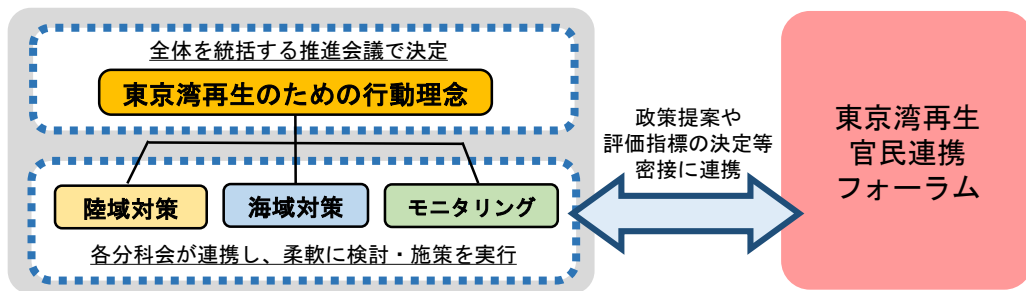 全体を統括する推進会議で決定
東京湾再生のための行動理念
陸域対策
海域対策
モニタリング
各分科会が連携し、柔軟に検討・施策を実行
政策提案や
評価指標の決定等
密接に連携
東京湾再生
官民連携
フォーラム